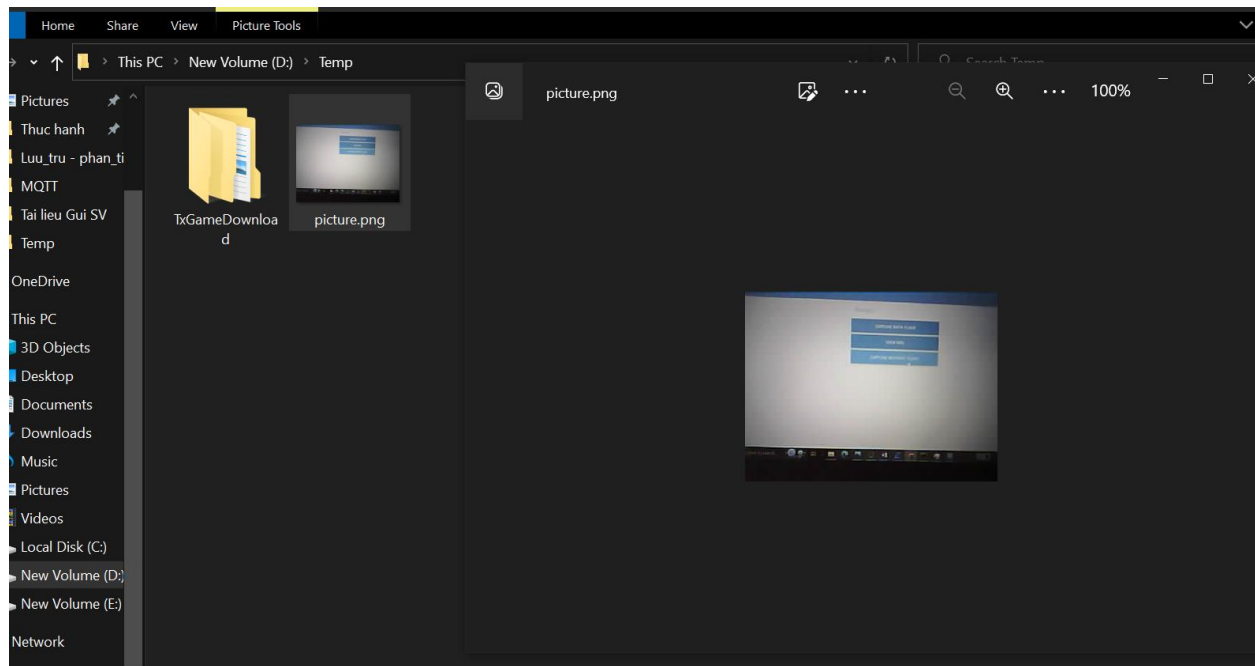 Home Share View Picture Tools
This PC > New Volume (D:) > Temp
picture.png
100%
Pictures
Thuc hanh
Luu_tru - phan_ti
MQTT
Tai lieu Gui SV
Temp
OneDrive
This PC
3D Objects
Desktop
Documents
Downloads
Music
Pictures
Videos
Local Disk (C:)
New Volume (D:)
New Volume (E:)
Network
TxGameDownloa
d
picture.png